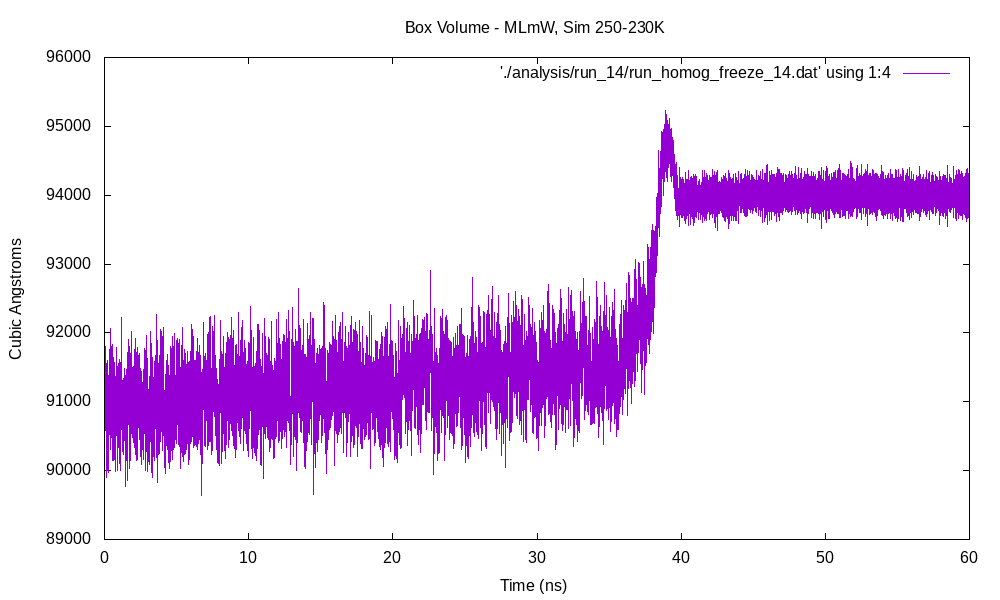 Box Volume - MLmW, Sim 250-230K
'./analysis/run_14/run_homog_freeze_14.dat' using 1:4
96000
95000
94000
93000
92000
91000
90000
89000
Cubic Angstroms
0 10 20 30 40 50 60
Time (ns)